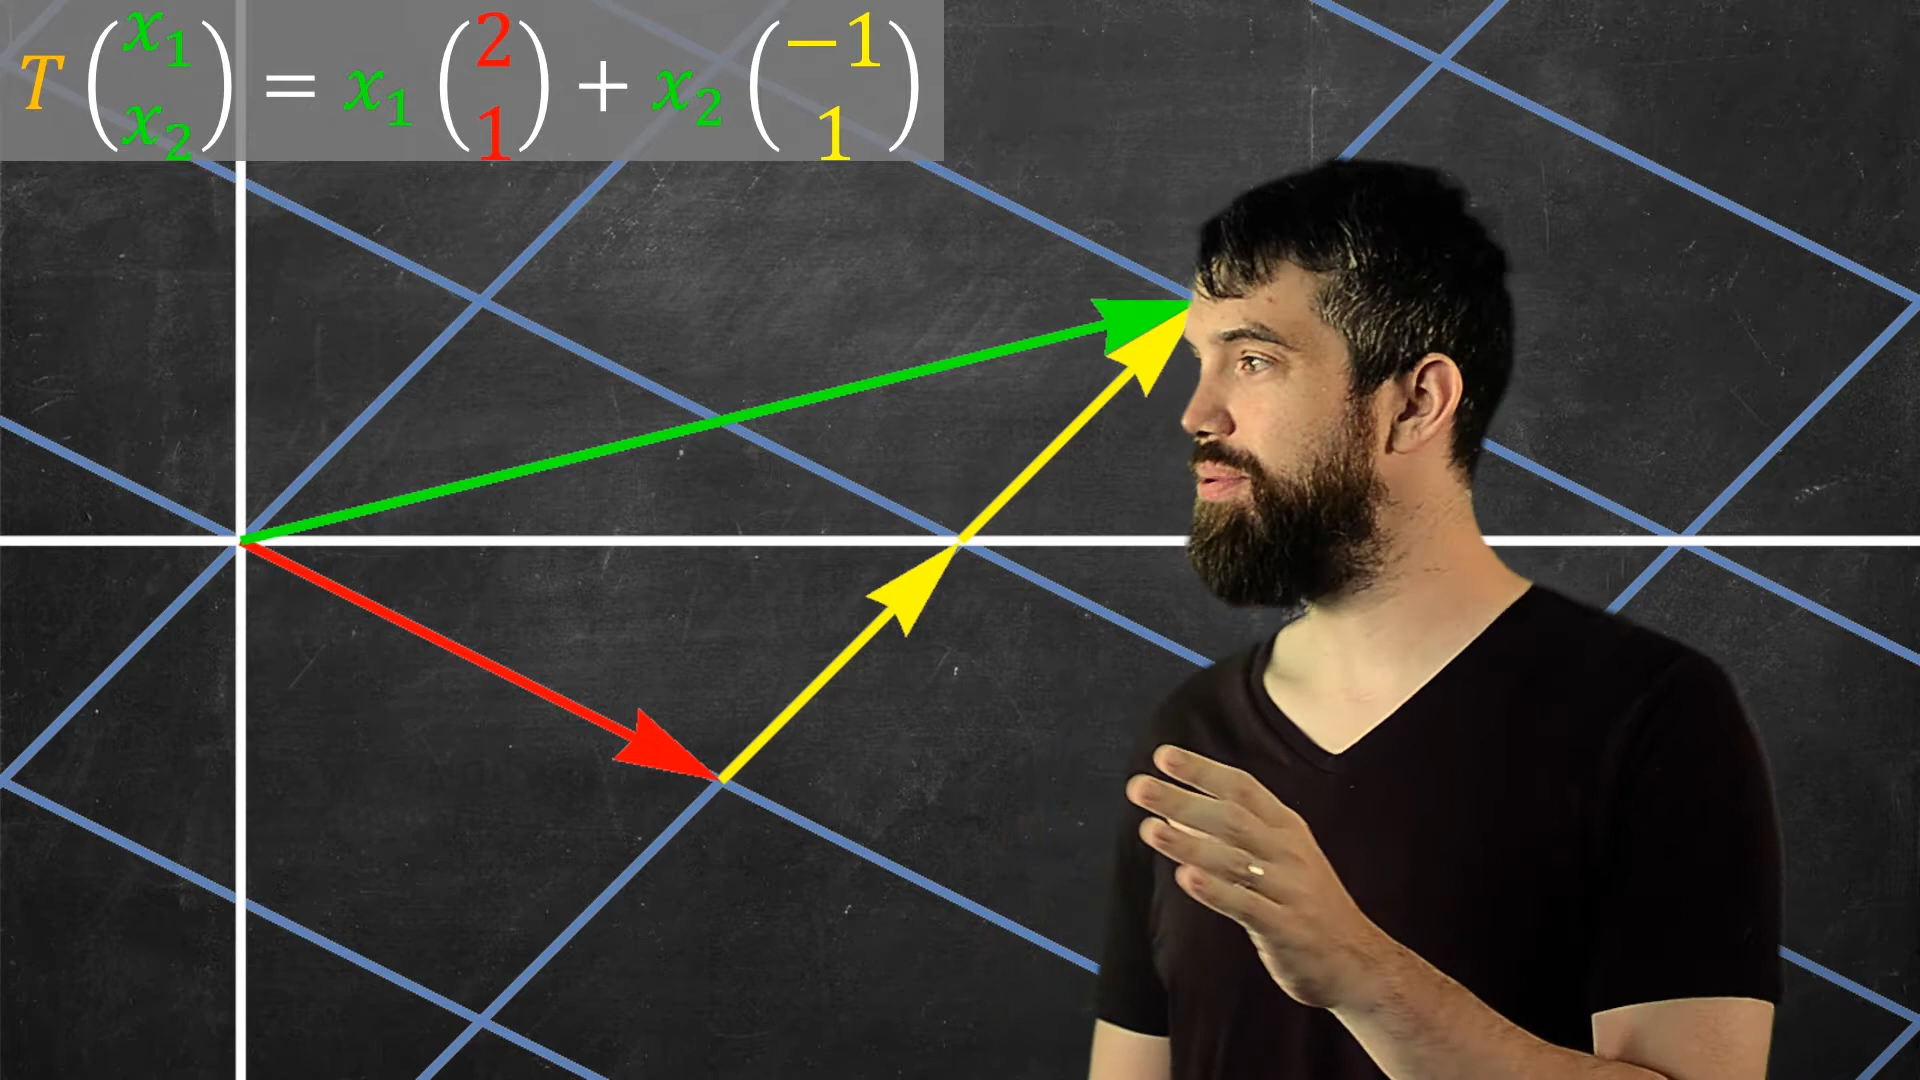 T (x₁ x₂) = x₁ (2 1) + x₂ (−1 1)